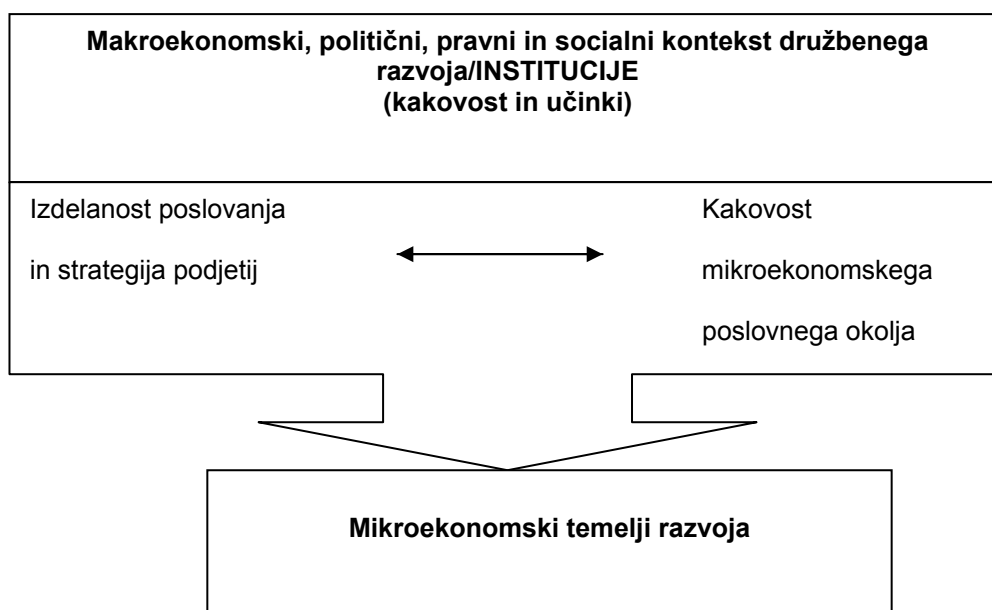 Makroekonomski, politični, pravni in socialni kontekst družbenega
razvoja/INSTITUCIJE
(kakovost in učinki)
Izdelanost poslovanja
in strategija podjetij
Kakovost
mikroekonomskega
poslovnega okolja
Mikroekonomski temelji razvoja